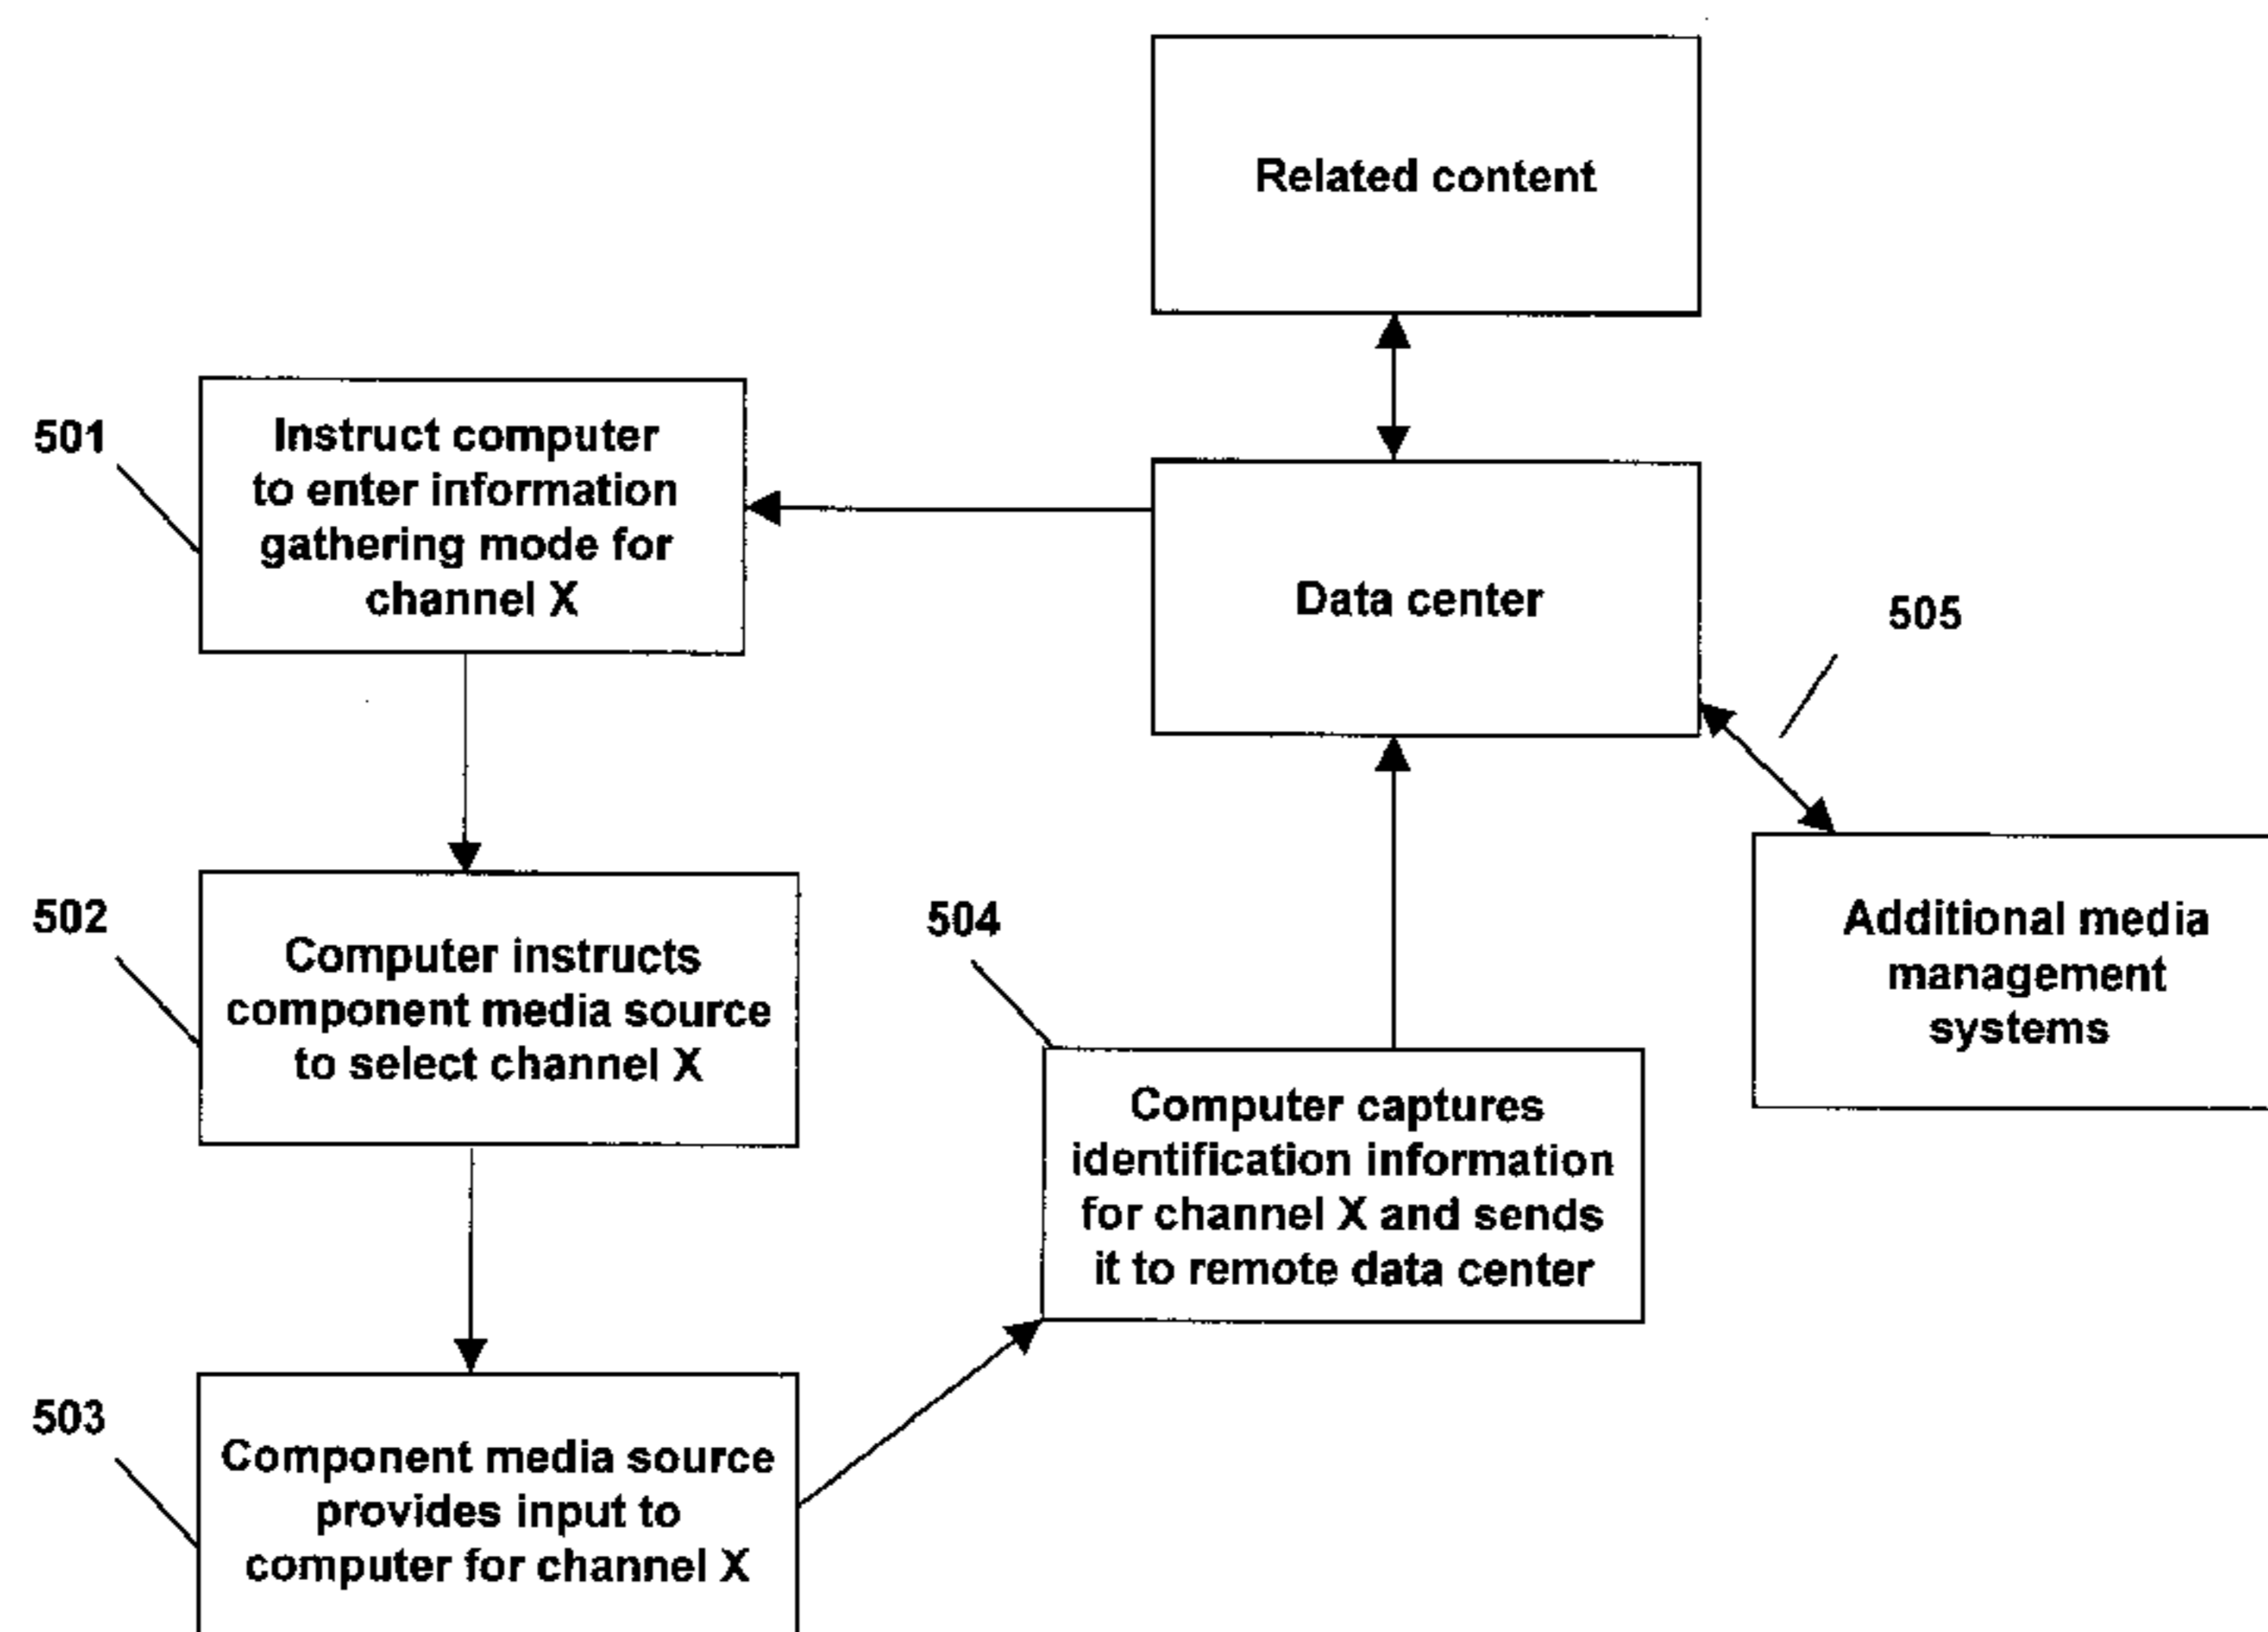 Related content
501
Instruct computer
to enter information
gathering mode for
channel X
Data center
505
502
Computer instructs
component media source
to select channel X
504
Additional media
management
systems
Computer captures
identification information
for channel X and sends
it to remote data center
503
Component media source
provides input to
computer for channel X